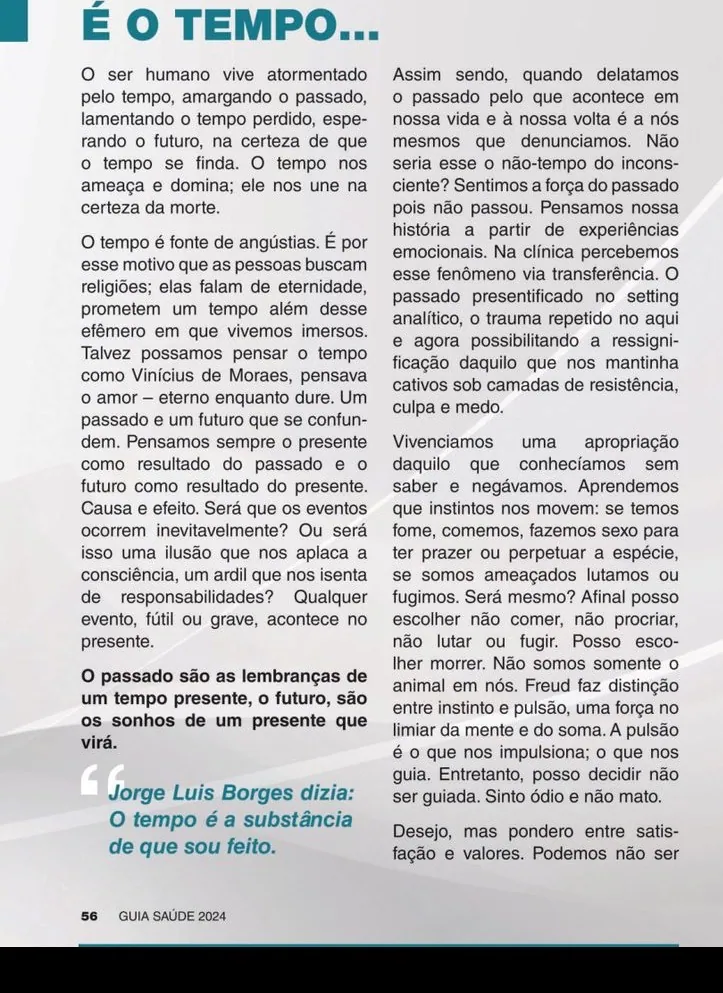 É O TEMPO...
O ser humano vive atormentado
pelo tempo, amargando o passado,
lamentando o tempo perdido, espe-
rando o futuro, na certeza de que
o tempo se finda. O tempo nos
ameaça e domina; ele nos une na
certeza da morte.
O tempo é fonte de angústias. É por
esse motivo que as pessoas buscam
religiões; elas falam de eternidade,
prometem um tempo além desse
efêmero em que vivemos imersos.
Talvez possamos pensar o tempo
como Vinícius de Moraes, pensava
o amor – eterno enquanto dure. Um
passado e um futuro que se confun-
dem. Pensamos sempre o presente
como resultado do passado e o
futuro como resultado do presente.
Causa e efeito. Será que os eventos
ocorrem inevitavelmente? Ou será
isso uma ilusão que nos aplaca a
consciência, um ardil que nos isenta
de responsabilidades? Qualquer
evento, fútil ou grave, acontece no
presente.
O passado são as lembranças de
um tempo presente, o futuro, são
os sonhos de um presente que
virá.
“Jorge Luis Borges dizia:
O tempo é a substância
de que sou feito.
Assim sendo, quando delatamos
o passado pelo que acontece em
nossa vida e à nossa volta é a nós
mesmos que denunciamos. Não
seria esse o não-tempo do incons-
ciente? Sentimos a força do passado
pois não passou. Pensamos nossa
história a partir de experiências
emocionais. Na clínica percebemos
esse fenômeno via transferência. O
passado presentificado no setting
analítico, o trauma repetido no aqui
e agora possibilitando a ressigni-
ficação daquilo que nos mantinha
cativos sob camadas de resistência,
culpa e medo.
Vivenciamos uma apropriação
daquilo que conhecíamos sem
saber e negávamos. Aprendemos
que instintos nos movem: se temos
fome, comemos, fazemos sexo para
ter prazer ou perpetuar a espécie,
se somos ameaçados lutamos ou
fugimos. Será mesmo? Afinal posso
escolher não comer, não procriar,
não lutar ou fugir. Posso esco-
lher morrer. Não somos somente o
animal em nós. Freud faz distinção
entre instinto e pulsão, uma força no
limiar da mente e do soma. A pulsão
é o que nos impulsiona; o que nos
guia. Entretanto, posso decidir não
ser guiada. Sinto ódio e não mato.
Desejo, mas pondero entre satis-
fação e valores. Podemos não ser
56 GUIA SAÚDE 2024